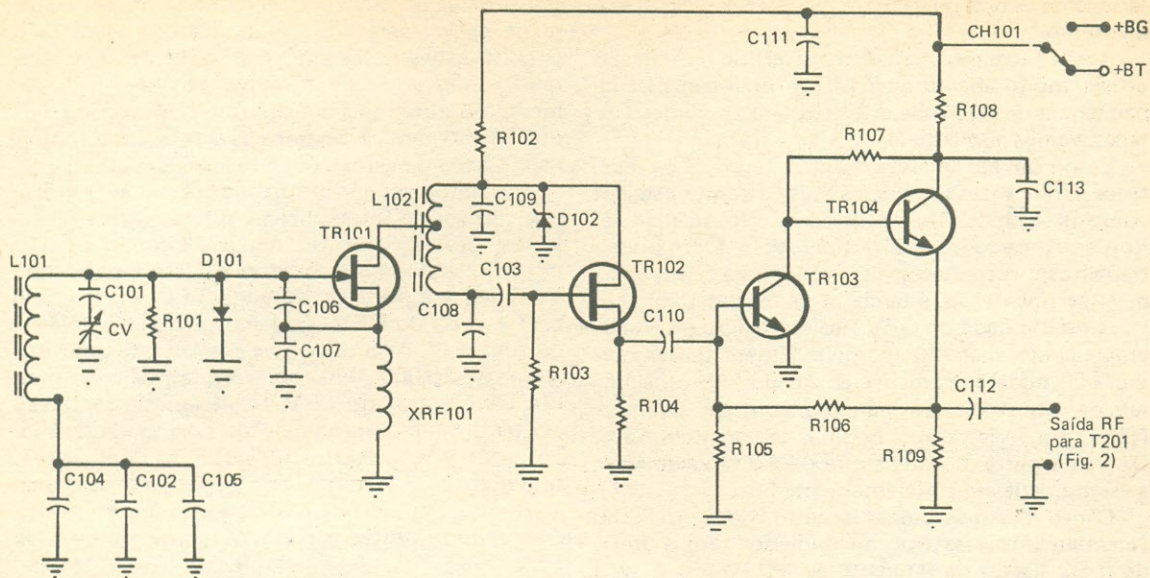 C111
CH101
+BG
+BT
R102
R108
R107
C113
L102
C109
D102
TR104
TR101
L101
D101
C103
TR102
TR103
C101
C106
C108
C110
CV
R101
C107
R103
R104
R106
C112
XRF101
R105
R109
Saída RF
para T201
(Fig. 2)
C104
C102
C105